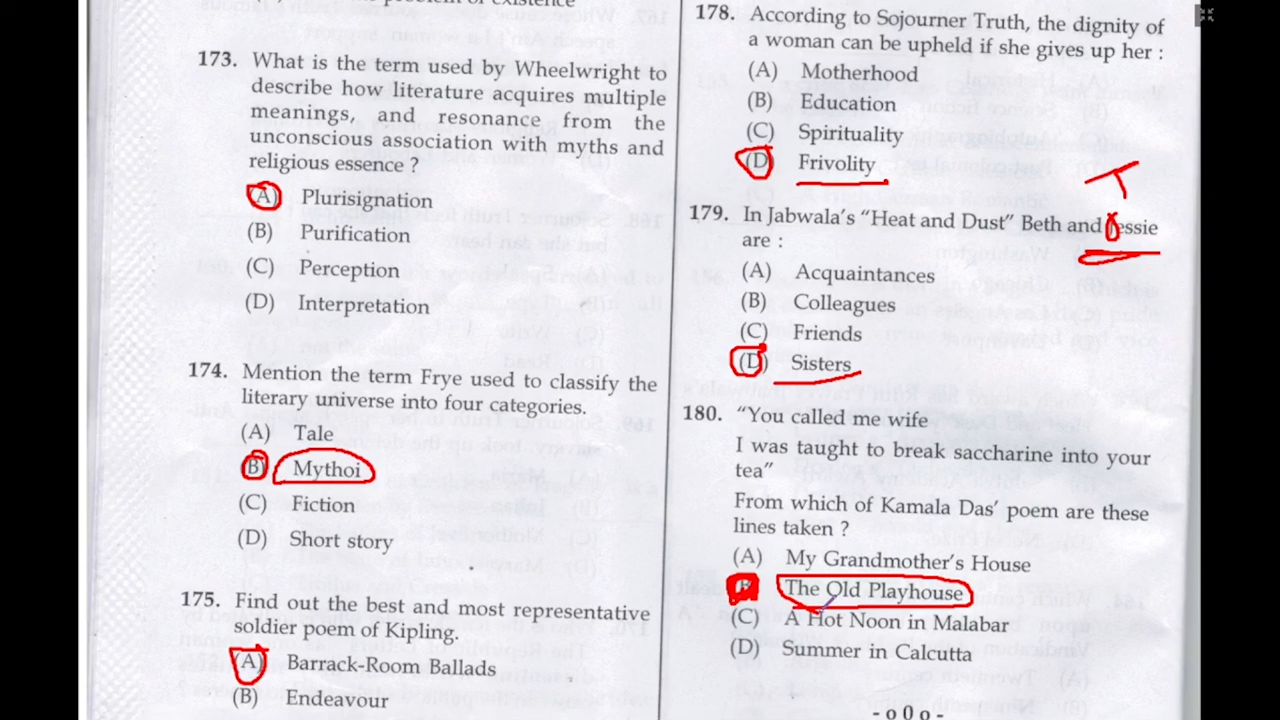 the problem of existence
173. What is the term used by Wheelwright to
describe how literature acquires multiple
meanings, and resonance from the
unconscious association with myths and
religious essence ?
(A) Plurisignation
(B) Purification
(C) Perception
(D) Interpretation
174. Mention the term Frye used to classify the
literary universe into four categories.
(A) Tale
(B) Mythoi
(C) Fiction
(D) Short story
175. Find out the best and most representative
soldier poem of Kipling.
(A) Barrack-Room Ballads
(B) Endeavour
178. According to Sojourner Truth, the dignity of
a woman can be upheld if she gives up her :
(A) Motherhood
(B) Education
(C) Spirituality
(D) Frivolity
T
179. In Jabwala's "Heat and Dust" Beth and essie
are :
(A) Acquaintances
(B) Colleagues
(C) Friends
(D) Sisters
180. "You called me wife
I was taught to break saccharine into your
tea"
From which of Kamala Das' poem are these
lines taken ?
(A) My Grandmother's House
The Old Playhouse
(C) A Hot Noon in Malabar
(D) Summer in Calcutta
- o 0 o -